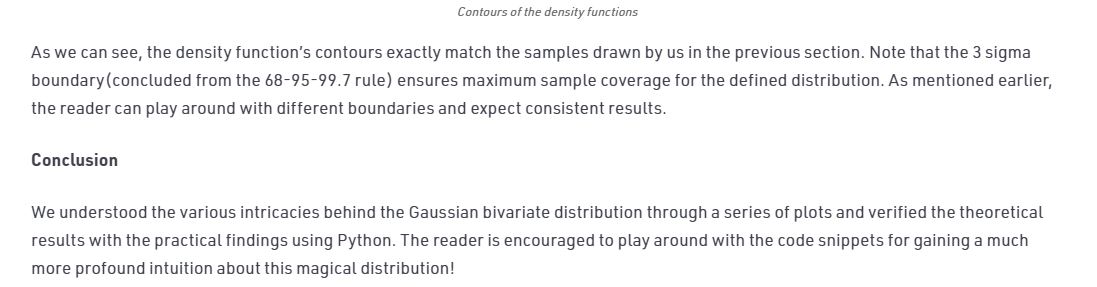 Contours of the density functions
As we can see, the density function's contours exactly match the samples drawn by us in the previous section. Note that the 3 sigma
boundary(concluded from the 68-95-99.7 rule) ensures maximum sample coverage for the defined distribution. As mentioned earlier,
the reader can play around with different boundaries and expect consistent results.
Conclusion
We understood the various intricacies behind the Gaussian bivariate distribution through a series of plots and verified the theoretical
results with the practical findings using Python. The reader is encouraged to play around with the code snippets for gaining a much
more profound intuition about this magical distribution!